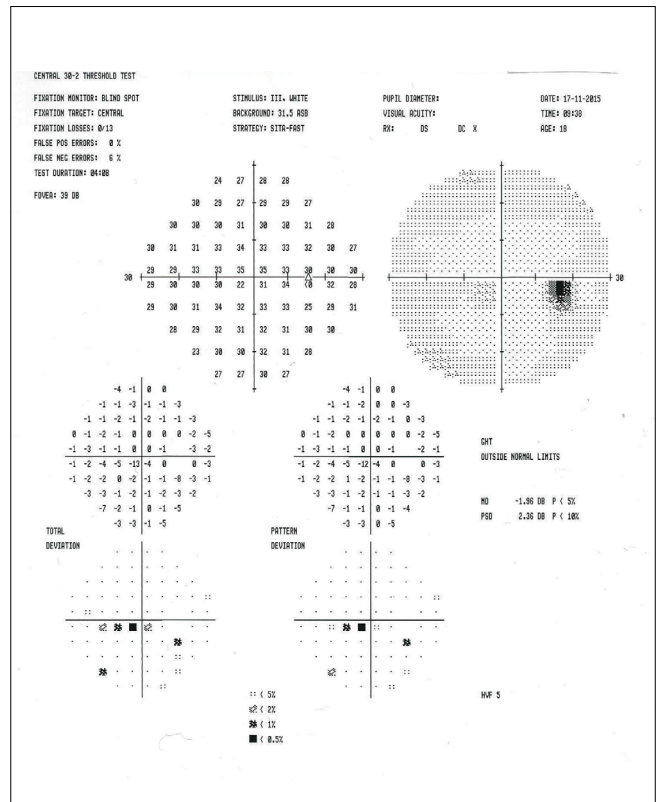 CENTRAL 30-2 THRESHOLD TEST
FIXATION MONITOR: BLIND SPOT STIMULUS: III, WHITE PUPIL DIAMETER: DATE: 17-11-2015
FIXATION TARGET: CENTRAL BACKGROUND: 31.5 ASB VISUAL ACUITY: TIME: 09:38
FIXATION LOSSES: 0/13 STRATEGY: SITA-FAST RX: DS DC X AGE: 18
FALSE POS ERRORS: 0 %
FALSE NEG ERRORS: 6 %
TEST DURATION: 04:08
FOVEA: 39 DB
24 27 28 28
30 28 27 29 29 27
30 30 30 31 30 30 31 28
30 31 31 33 34 33 33 32 30 27
29 29 33 33 35 35 33 30 30 30
30 30
29 30 30 30 22 31 34 <0 32 28
29 30 31 34 32 33 33 25 29 31
28 29 32 31 32 31 30 30
23 30 30 32 31 28
27 27 30 27
-4 -1 0 0 -4 -1 0 0
-1 -1 -3 -1 -1 -3 -1 -1 -2 0 0 -3
-1 -1 -2 -1 -2 -1 -1 -3 -1 -1 -2 -1 -2 -1 0 -3
0 -1 -2 -1 0 0 0 0 -2 -5 0 -1 -2 0 0 0 0 0 -2 -5
-1 -3 -1 -1 0 0 -1 -3 -2 -1 -3 -1 -1 0 0 -1 -2 -1
-1 -2 -4 -5 -13 -4 0 0 -3 -1 -2 -4 -5 -12 -4 0 0 -3
-1 -2 -2 0 -2 -1 -1 -8 -3 -1 -1 -2 -2 1 -2 -1 -1 -8 -3 -1
-3 -3 -1 -2 -1 -2 -3 -2 -3 -3 -1 -2 -1 -1 -3 -2
-7 -2 -1 0 -1 -5 -7 -1 -1 0 -1 -4
-3 -3 -1 -5 -3 -3 0 -5
GHT
OUTSIDE NORMAL LIMITS
MD -1.96 DB P < 5%
PSD 2.36 DB P < 10%
TOTAL
DEVIATION
PATTERN
DEVIATION
< 5%
< 2%
< 1%
< 0.5%
HVF 5